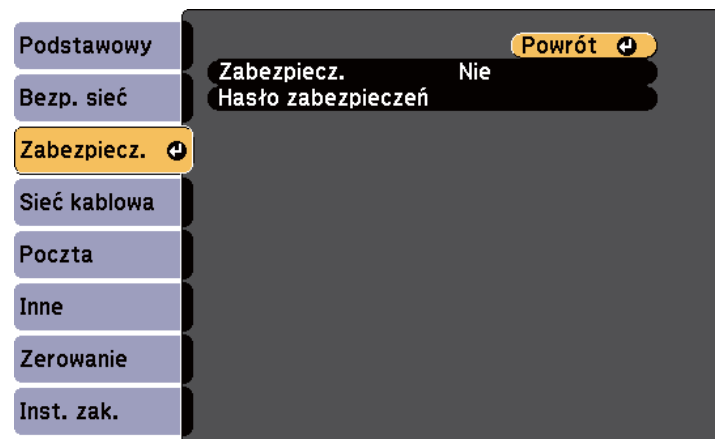 Podstawowy
Bezp. sieć
Zabezpiecz.
Sieć kablowa
Poczta
Inne
Zerowanie
Inst. zak.
Powrót
Zabezpiecz. Nie
Hasło zabezpieczeń